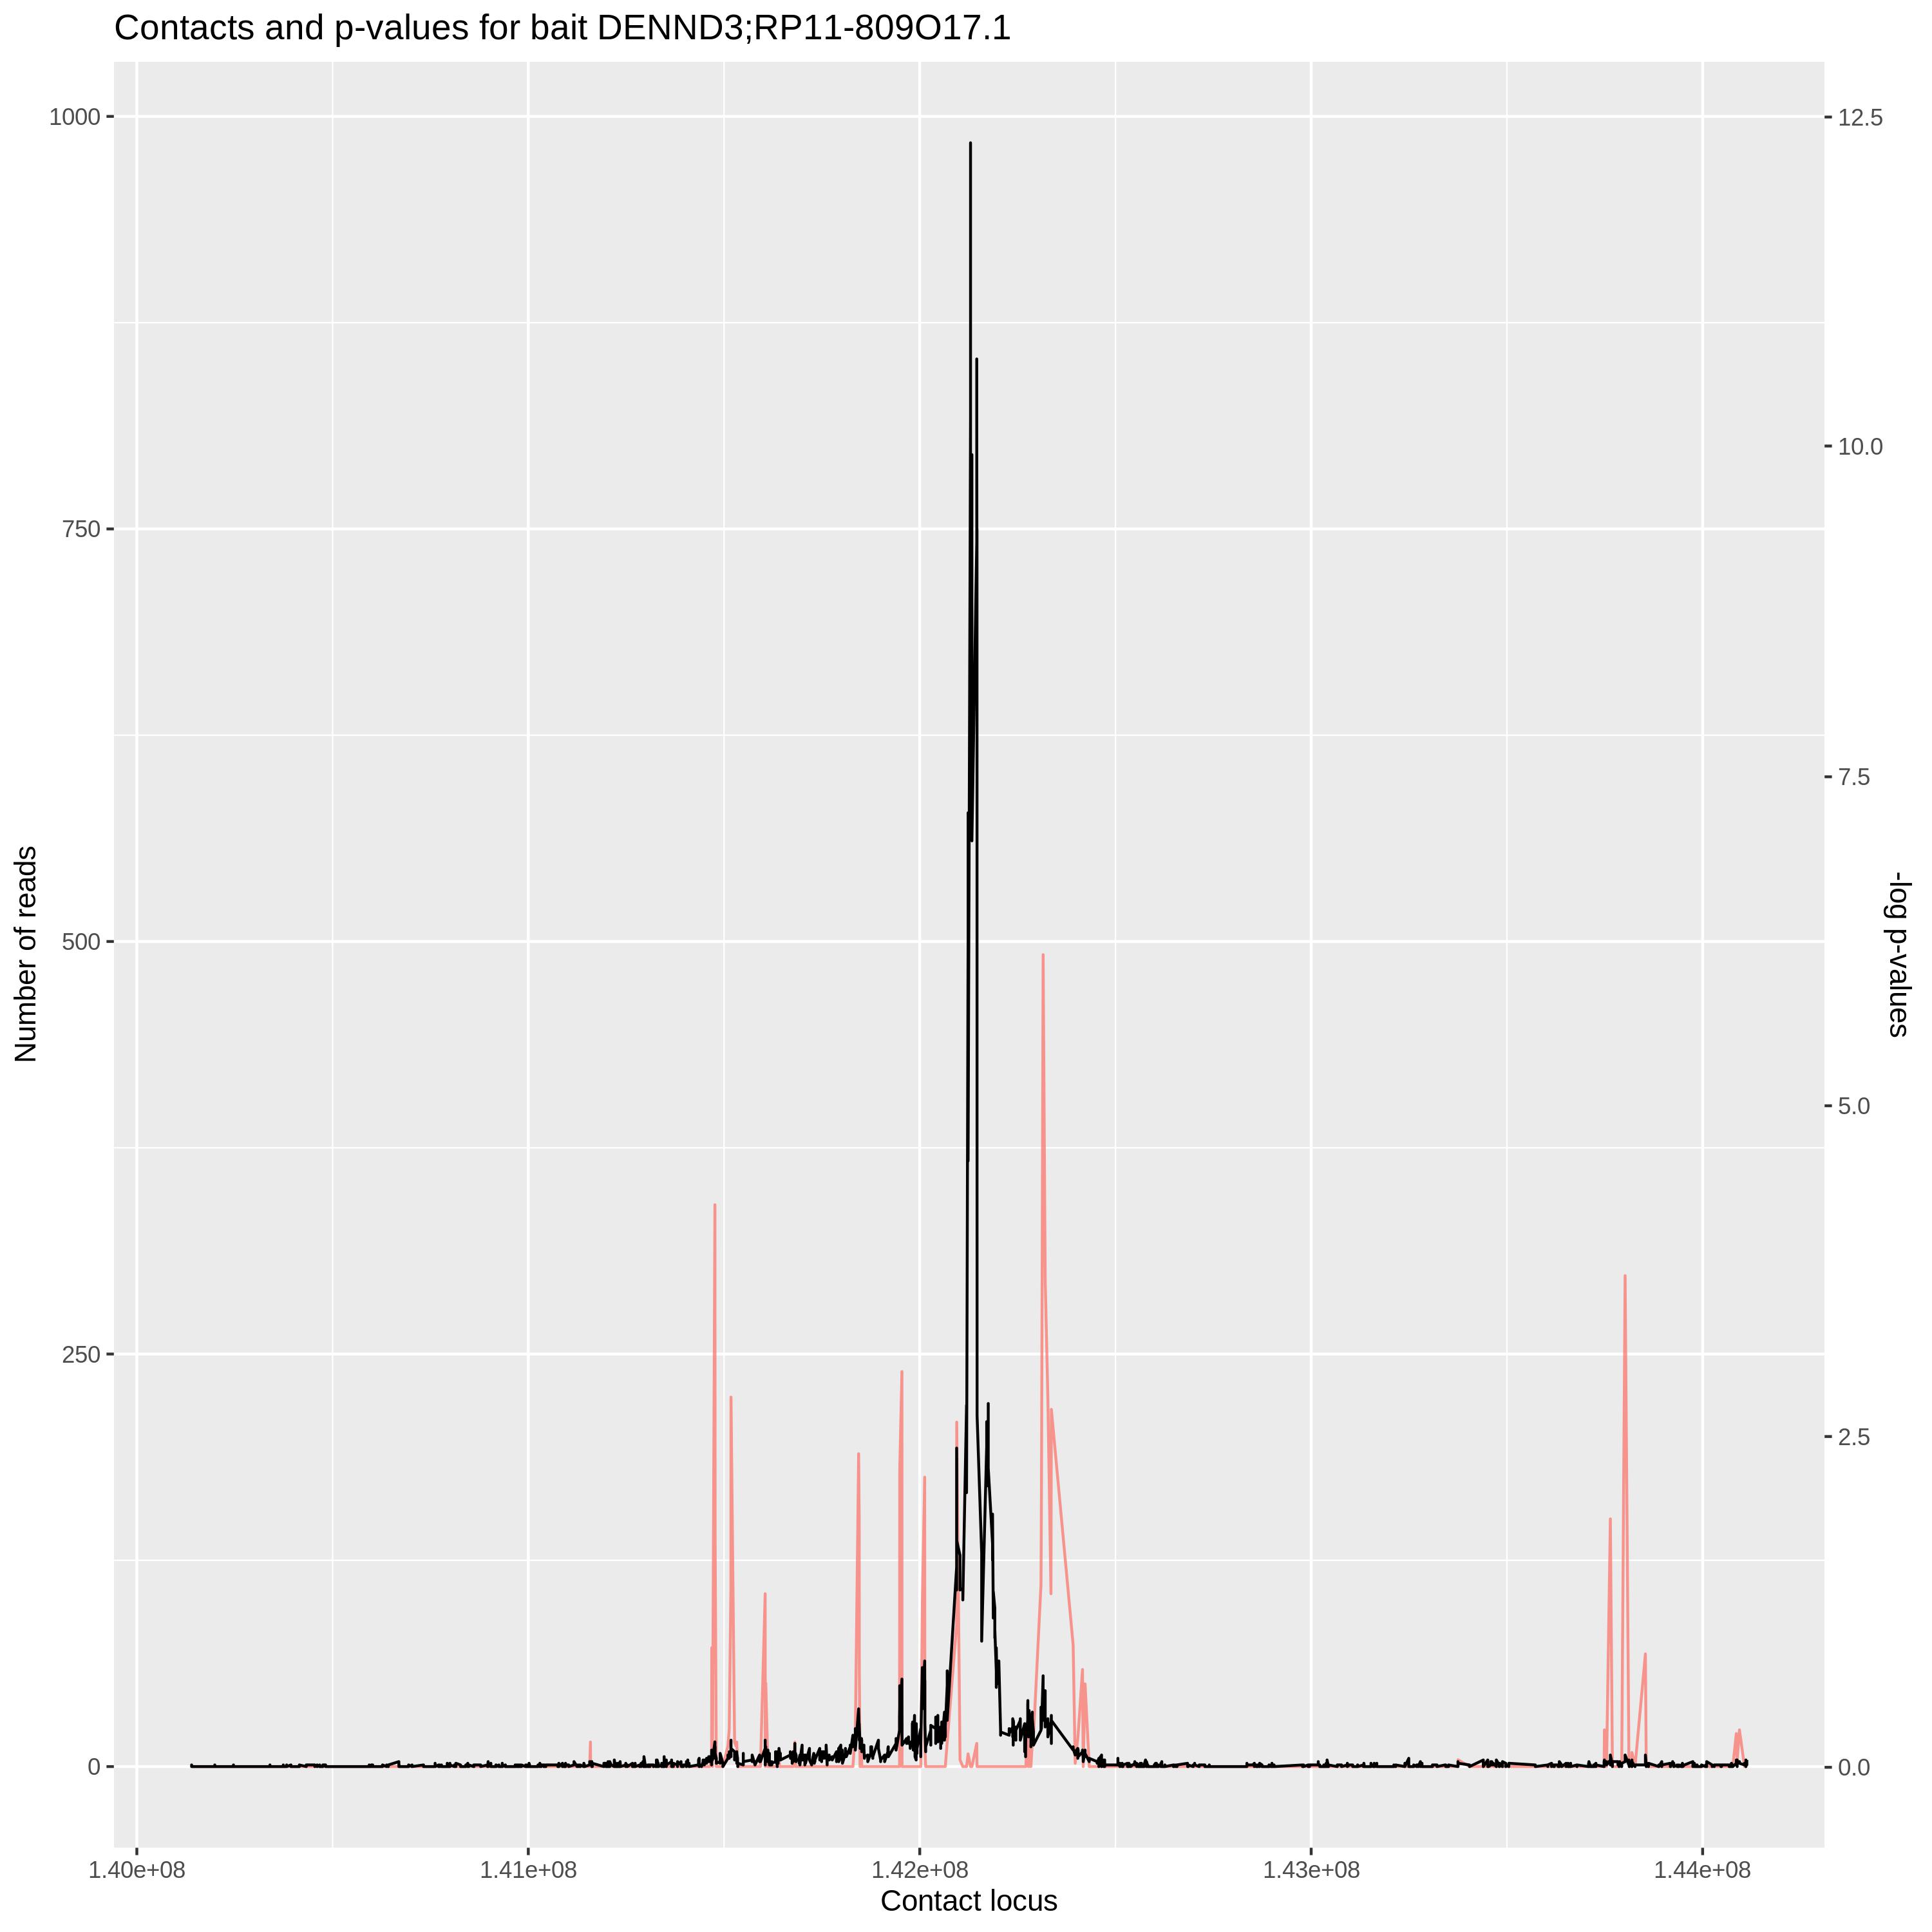 Contacts and p-values for bait DENND3;RP11-809O17.1
1000
750
500
250
0
Number of reads
12.5
10.0
7.5
5.0
2.5
0.0
-log p-values
1.40e+08
1.41e+08
1.42e+08
1.43e+08
1.44e+08
Contact locus